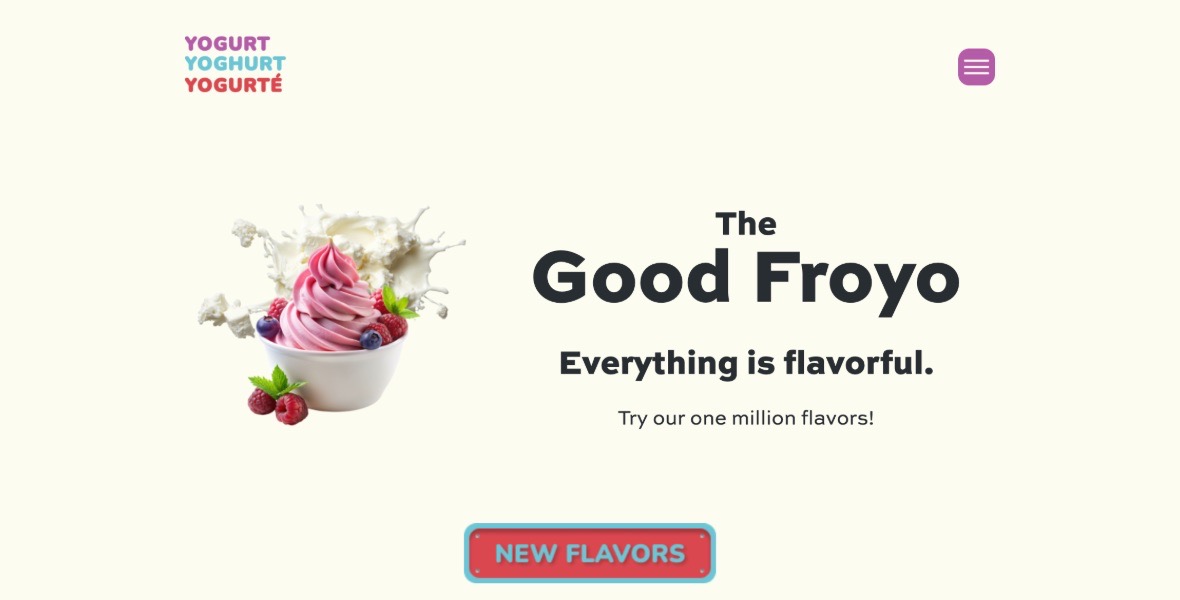 YOGURT
YOGHURT
YOGURTÉ
The
Good Froyo
Everything is flavorful.
Try our one million flavors!
NEW FLAVORS